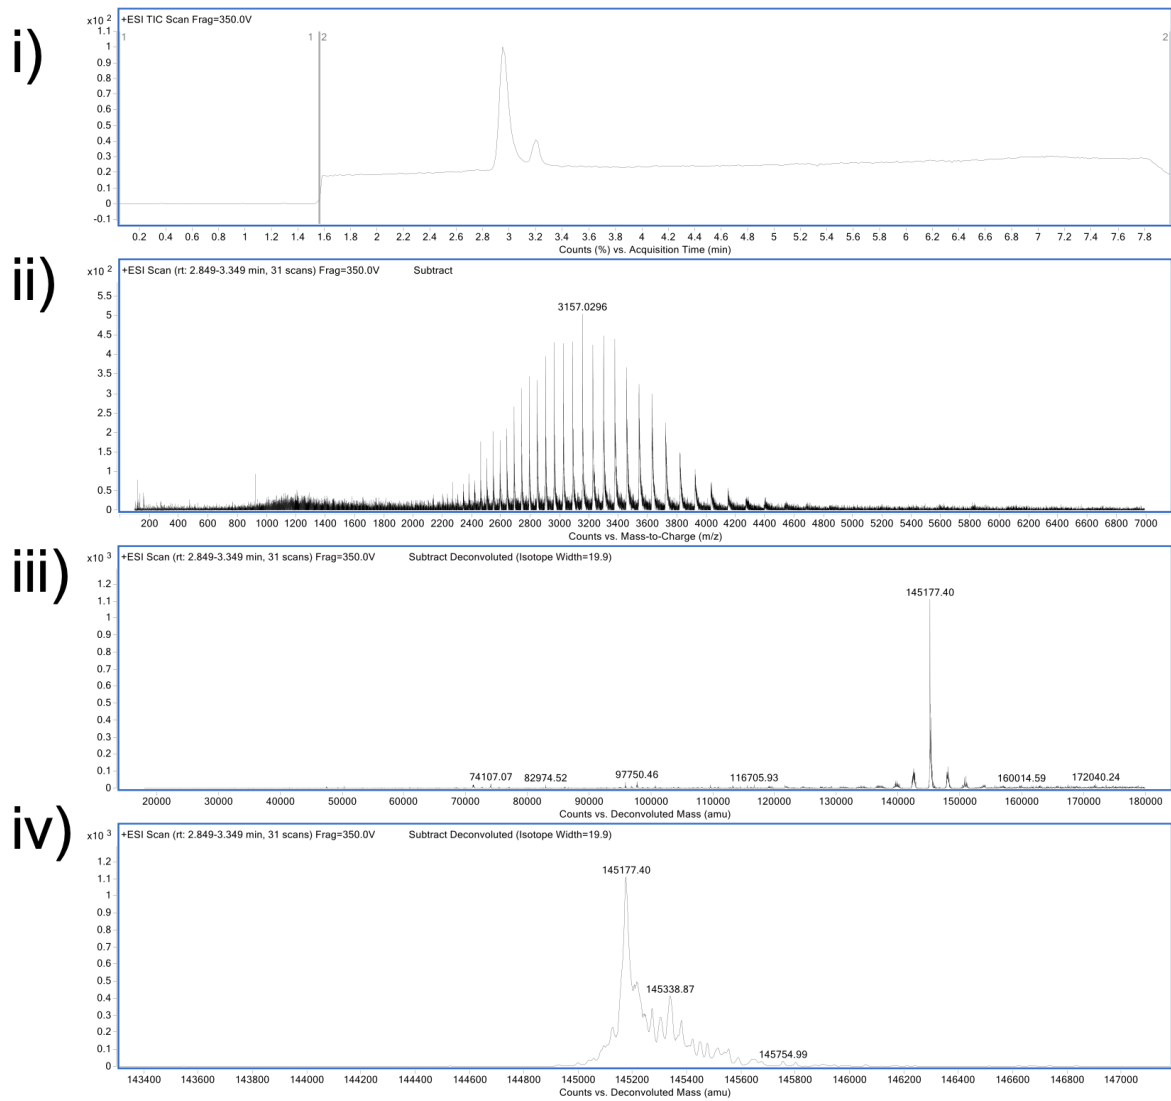 i)
+ESI TIC Scan Frag=350.0V
x10 2
1 1 2 2
1.1
1
0.9
0.8
0.7
0.6
0.5
0.4
0.3
0.2
0.1
0
-0.1
0.2 0.4 0.6 0.8 1 1.2 1.4 1.6 1.8 2 2.2 2.4 2.6 2.8 3 3.2 3.4 3.6 3.8 4 4.2 4.4 4.6 4.8 5 5.2 5.4 5.6 5.8 6 6.2 6.4 6.6 6.8 7 7.2 7.4 7.6 7.8
Counts (%) vs. Acquisition Time (min)
ii)
+ESI Scan (rt: 2.849-3.349 min, 31 scans) Frag=350.0V Subtract
x10 2
3157.0296
5.5
5
4.5
4
3.5
3
2.5
2
1.5
1
0.5
0
200 400 600 800 1000 1200 1400 1600 1800 2000 2200 2400 2600 2800 3000 3200 3400 3600 3800 4000 4200 4400 4600 4800 5000 5200 5400 5600 5800 6000 6200 6400 6600 6800 7000
Counts vs. Mass-to-Charge (m/z)
iii)
+ESI Scan (rt: 2.849-3.349 min, 31 scans) Frag=350.0V Subtract Deconvoluted (Isotope Width=19.9)
x10 3
145177.40
1.2
1.1
1
0.9
0.8
0.7
0.6
0.5
0.4
0.3
0.2
0.1
0
74107.07 82974.52 97750.46 116705.93 160014.59 172040.24
20000 30000 40000 50000 60000 70000 80000 90000 100000 110000 120000 130000 140000 150000 160000 170000 180000
Counts vs. Deconvoluted Mass (amu)
iv)
+ESI Scan (rt: 2.849-3.349 min, 31 scans) Frag=350.0V Subtract Deconvoluted (Isotope Width=19.9)
x10 3
145177.40
1.2
1.1
1
0.9
0.8
0.7
0.6
0.5
0.4
0.3
0.2
0.1
0
145338.87
145754.99
143400 143600 143800 144000 144200 144400 144600 144800 145000 145200 145400 145600 145800 146000 146200 146400 146600 146800 147000
Counts vs. Deconvoluted Mass (amu)